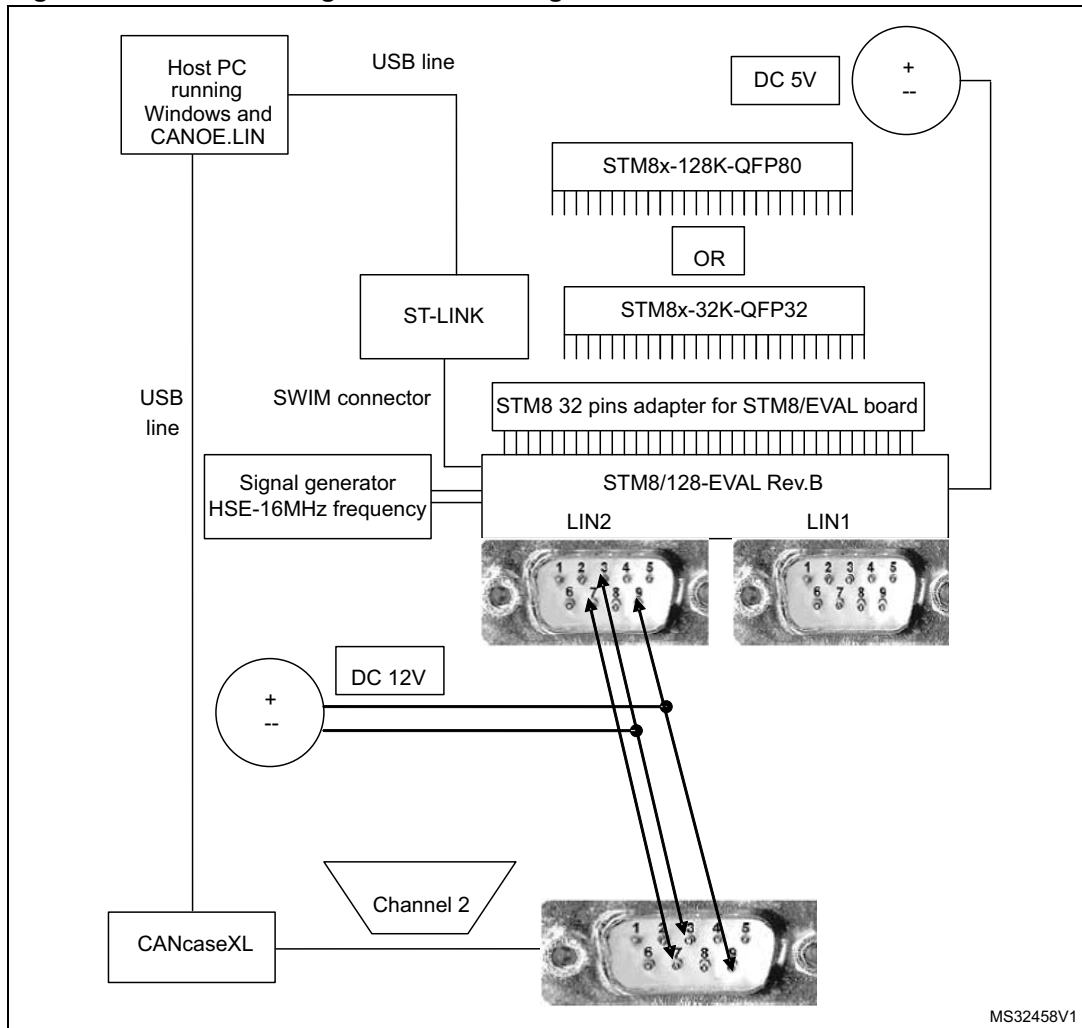 Host PC
running
Windows and
CANOE.LIN
USB line
DC 5V
+
--
STM8x-128K-QFP80
OR
ST-LINK
STM8x-32K-QFP32
USB
line
SWIM connector
STM8 32 pins adapter for STM8/EVAL board
Signal generator
HSE-16MHz frequency
STM8/128-EVAL Rev.B
LIN2
LIN1
1 2 3 4 5
6 7 8 9
1 2 3 4 5
6 7 8 9
DC 12V
+
--
Channel 2
CANcaseXL
1 2 3 4 5
6 7 8 9
MS32458V1